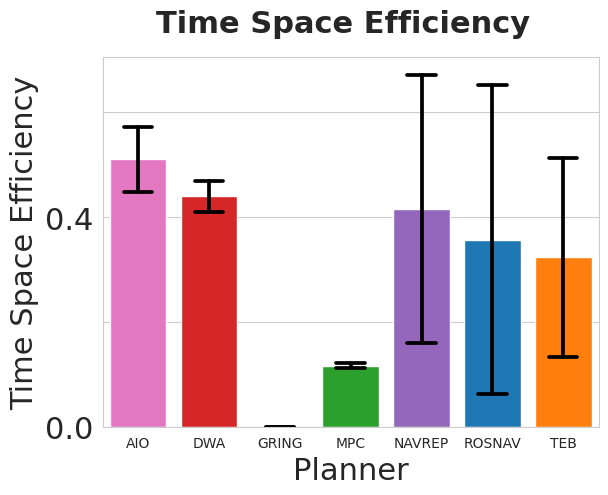 Time Space Efficiency
Time Space Efficiency
0.4
0.0
AIO DWA GRING MPC NAVREP ROSNAV TEB
Planner